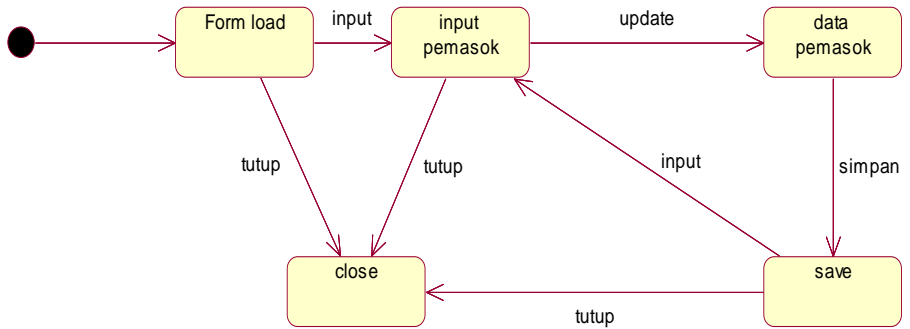 Form load
input
input
pemasok
update
data
pemasok
tutup
tutup
input
simpan
close
save
tutup